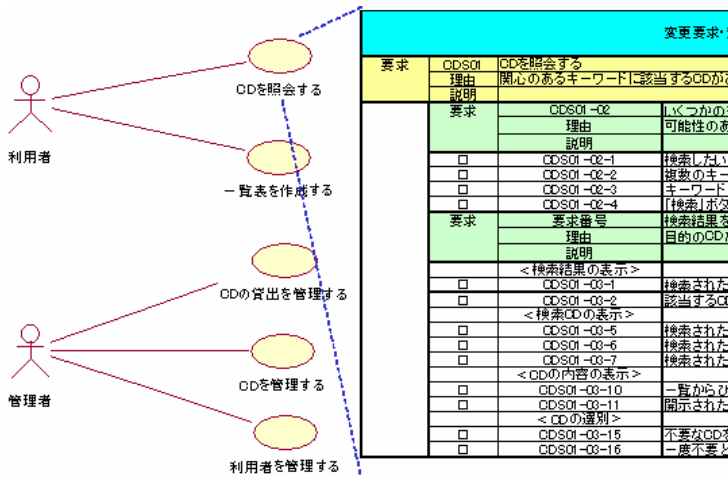 CDを照会する
利用者
一覧表を作成する
CDの貸出を管理する
CDを管理する
管理者
利用者を管理する
変更要求・
要求 CDS01 CDを照会する
理由 関心のあるキーワードに該当するCDが
説明
要求 CDS01-02 いくつかの
理由 可能性のあ
説明
□ CDS01-02-1 検索したい
□ CDS01-02-2 複数のキー
□ CDS01-02-3 キーワード
□ CDS01-02-4 「検索」ボタ
要求 要求番号 検索結果を
理由 目的のCD
説明
<検索結果の表示>
□ CDS01-03-1 検索された
□ CDS01-03-2 該当するC
<検索CDの表示>
□ CDS01-03-5 検索された
□ CDS01-03-6 検索された
□ CDS01-03-7 検索された
<CDの内容の表示>
□ CDS01-03-10 一覧からひ
□ CDS01-03-11 開示された
<CDの選別>
□ CDS01-03-15 不要なCDを
□ CDS01-03-16 一度不要と